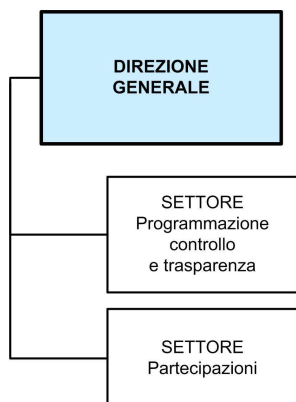 DIREZIONE
GENERALE
SETTORE
Programmazione
controllo
e trasparenza
SETTORE
Partecipazioni